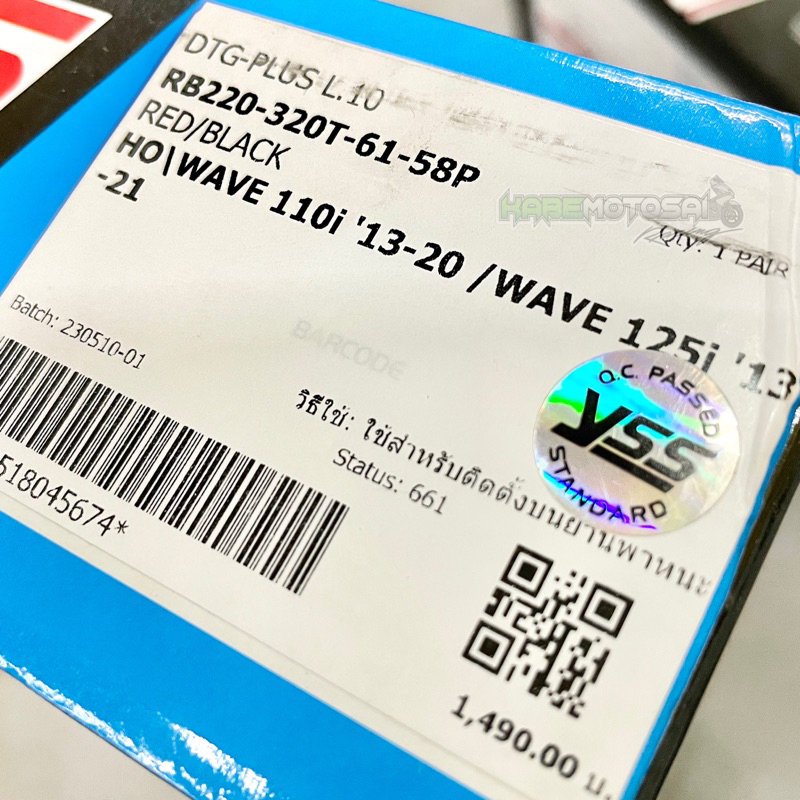 DTG-PLUS L.10
RB220-320T-61-58P
RED/BLACK
Qty: 1 PAIR
HO\WAVE 110i '13-20 /WAVE 125i '13
-21
KABEMOTOSAI
Racing
Batch: 230510-01
BARCODE
518045674*
วิธีใช้: ใช้สำหรับติดตั้งบนยานพาหนะ
Status: 661
Q.C. PASSED
YSS
STANDARD
1,490.00 บ.